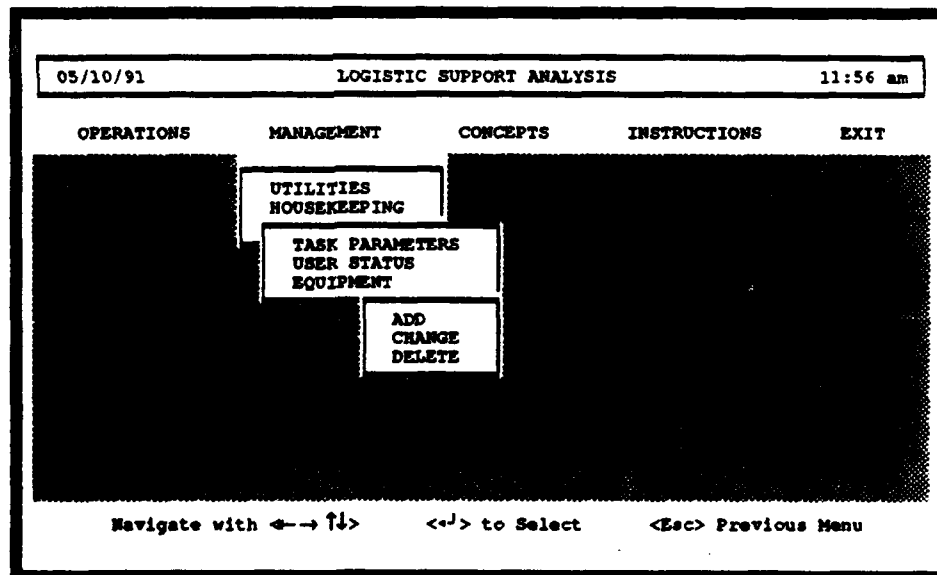 05/10/91 LOGISTIC SUPPORT ANALYSIS 11:56 am
OPERATIONS MANAGEMENT CONCEPTS INSTRUCTIONS EXIT
UTILITIES
HOUSEKEEPING
TASK PARAMETERS
USER STATUS
EQUIPMENT
ADD
CHANGE
DELETE
Navigate with <←→↑↓> <↵> to Select <Esc> Previous Menu